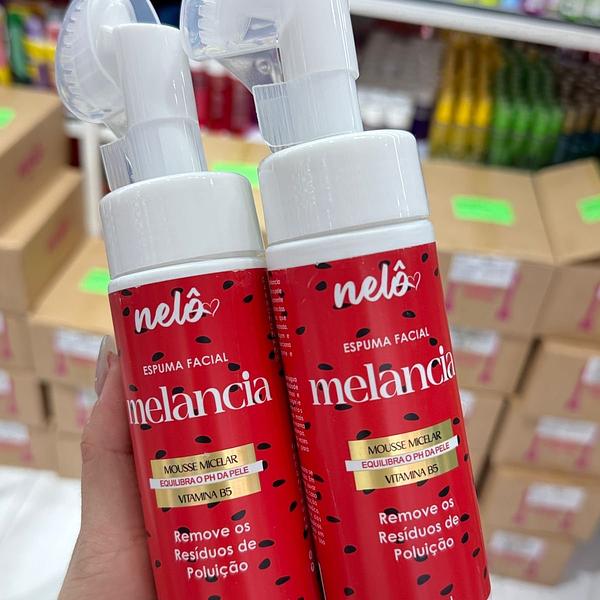 nelô
ESPUMA FACIAL
melancia
MOUSSE MICELAR
EQUILIBRA O PH DA PELE
VITAMINA B5
Remove os
Resíduos de
Poluição
nelô
ESPUMA FACIAL
melancia
MOUSSE MICELAR
EQUILIBRA O PH DA PELE
VITAMINA B5
Remove os
Resíduos de
Poluição